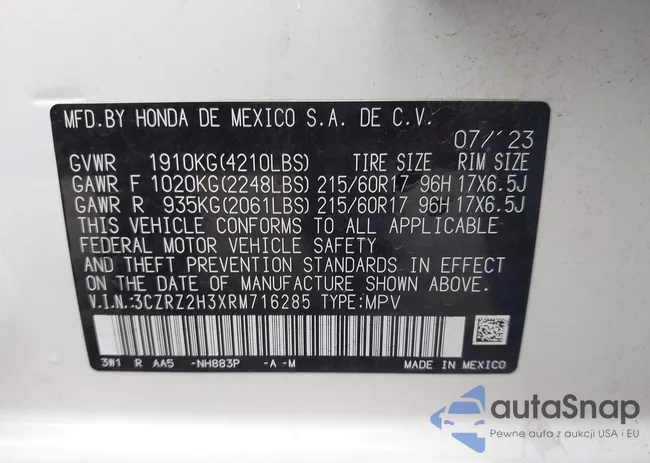 MFD.BY HONDA DE MEXICO S.A. DE C.V.
07/'23
GVWR 1910KG(4210LBS) TIRE SIZE RIM SIZE
GAWR F 1020KG(2248LBS) 215/60R17 96H 17X6.5J
GAWR R 935KG(2061LBS) 215/60R17 96H 17X6.5J
THIS VEHICLE CONFORMS TO ALL APPLICABLE
FEDERAL MOTOR VEHICLE SAFETY
AND THEFT PREVENTION STANDARDS IN EFFECT
ON THE DATE OF MANUFACTURE SHOWN ABOVE.
V.I.N.:3CZRZ2H3XRM716285 TYPE:MPV
3W1 R AA5 -NH883P -A -M MADE IN MEXICO
autaSnap
Pewne auta z aukcji USA i EU